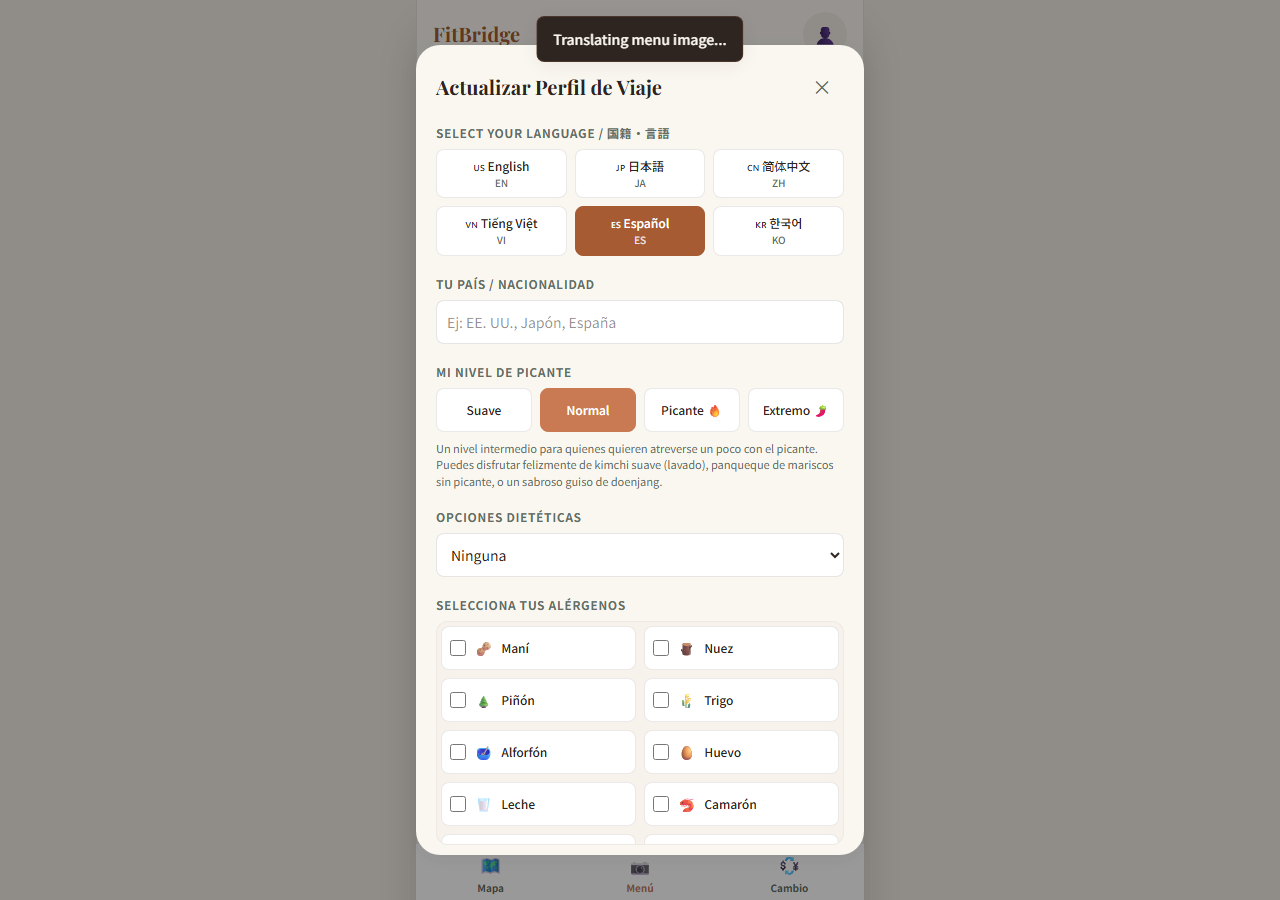 FitBridge
Translating menu image...
Actualizar Perfil de Viaje
SELECT YOUR LANGUAGE / 国籍・言語
US English
EN
JP 日本語
JA
CN 简体中文
ZH
VN Tiếng Việt
VI
ES Español
ES
KR 한국어
KO
TU PAÍS / NACIONALIDAD
Ej: EE. UU., Japón, España
MI NIVEL DE PICANTE
Suave
Normal
Picante 🔥
Extremo 🌶️
Un nivel intermedio para quienes quieren atreverse un poco con el picante.
Puedes disfrutar felizmente de kimchi suave (lavado), panqueque de mariscos
sin picante, o un sabroso guiso de doenjang.
OPCIONES DIETÉTICAS
Ninguna
SELECCIONA TUS ALÉRGENOS
Maní
Nuez
Piñón
Trigo
Alforfón
Huevo
Leche
Camarón
Mapa
Menú
Cambio